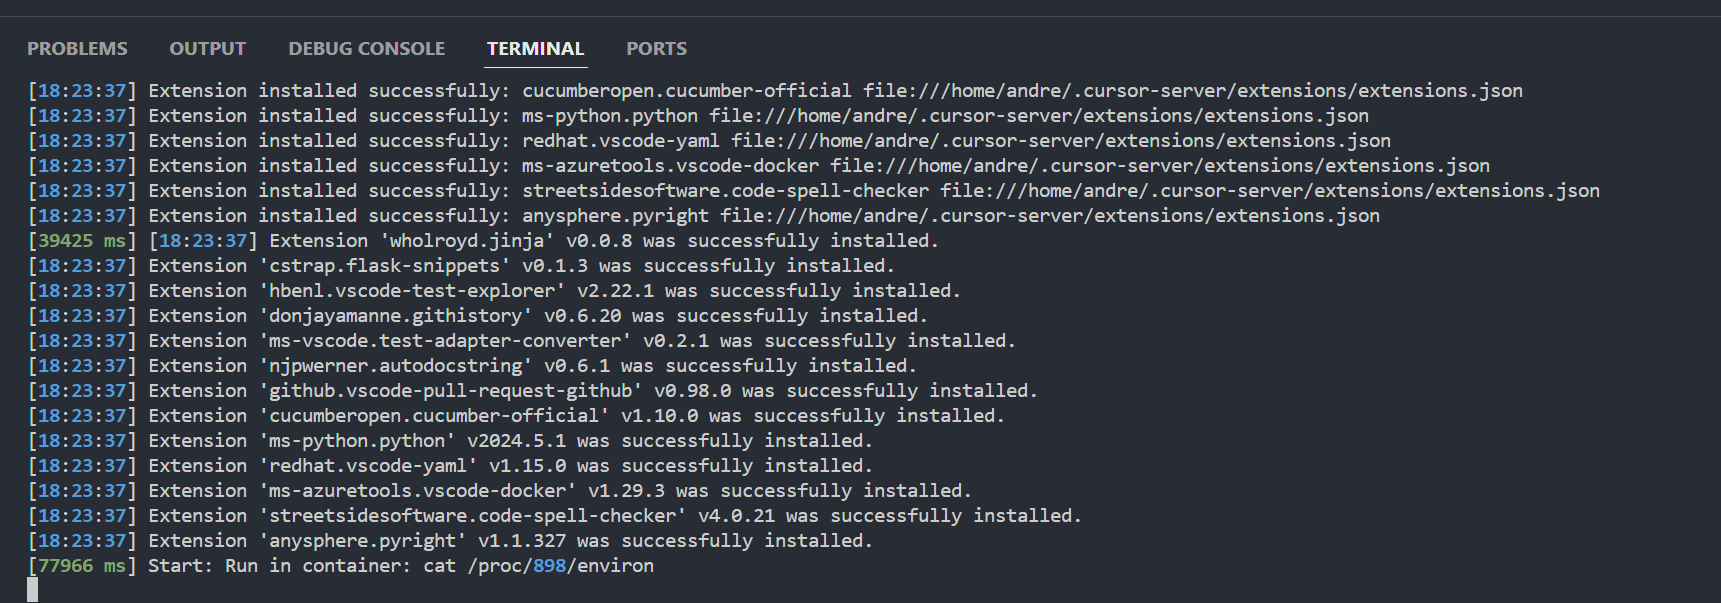 PROBLEMS OUTPUT DEBUG CONSOLE TERMINAL PORTS
[18:23:37] Extension installed successfully: cucumberopen.cucumber-official file:///home/andre/.cursor-server/extensions/extensions.json
[18:23:37] Extension installed successfully: ms-python.python file:///home/andre/.cursor-server/extensions/extensions.json
[18:23:37] Extension installed successfully: redhat.vscode-yaml file:///home/andre/.cursor-server/extensions/extensions.json
[18:23:37] Extension installed successfully: ms-azuretools.vscode-docker file:///home/andre/.cursor-server/extensions/extensions.json
[18:23:37] Extension installed successfully: streetsidesoftware.code-spell-checker file:///home/andre/.cursor-server/extensions/extensions.json
[18:23:37] Extension installed successfully: anysphere.pyright file:///home/andre/.cursor-server/extensions/extensions.json
[39425 ms] [18:23:37] Extension 'wholroyd.jinja' v0.0.8 was successfully installed.
[18:23:37] Extension 'cstrap.flask-snippets' v0.1.3 was successfully installed.
[18:23:37] Extension 'hbenl.vscode-test-explorer' v2.22.1 was successfully installed.
[18:23:37] Extension 'donjayamanne.githistory' v0.6.20 was successfully installed.
[18:23:37] Extension 'ms-vscode.test-adapter-converter' v0.2.1 was successfully installed.
[18:23:37] Extension 'njpwerner.autodocstring' v0.6.1 was successfully installed.
[18:23:37] Extension 'github.vscode-pull-request-github' v0.98.0 was successfully installed.
[18:23:37] Extension 'cucumberopen.cucumber-official' v1.10.0 was successfully installed.
[18:23:37] Extension 'ms-python.python' v2024.5.1 was successfully installed.
[18:23:37] Extension 'redhat.vscode-yaml' v1.15.0 was successfully installed.
[18:23:37] Extension 'ms-azuretools.vscode-docker' v1.29.3 was successfully installed.
[18:23:37] Extension 'streetsidesoftware.code-spell-checker' v4.0.21 was successfully installed.
[18:23:37] Extension 'anysphere.pyright' v1.1.327 was successfully installed.
[77966 ms] Start: Run in container: cat /proc/898/environ